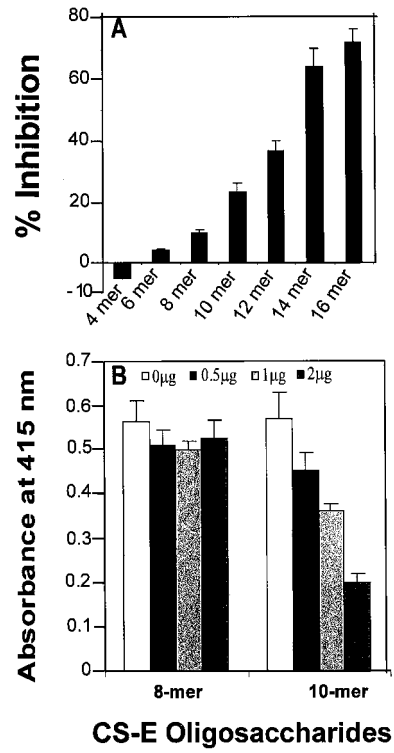 A
% Inhibition
80
60
40
20
0
-10
4 mer
6 mer
8 mer
10 mer
12 mer
14 mer
16 mer
B
0µg 0.5µg 1µg 2µg
Absorbance at 415 nm
0.7
0.6
0.5
0.4
0.3
0.2
0.1
0
8-mer 10-mer
CS-E Oligosaccharides